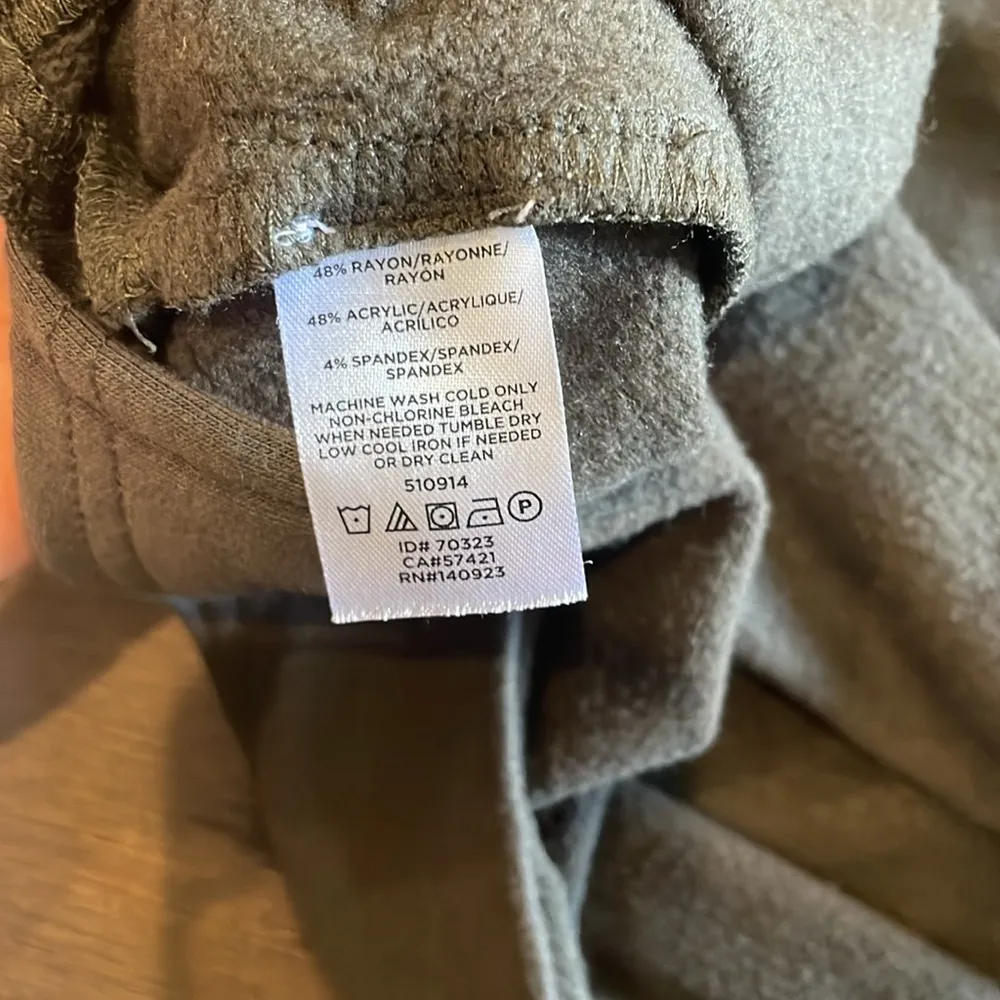 48% RAYON/RAYONNE/
RAYÓN
48% ACRYLIC/ACRYLIQUE/
ACRÍLICO
4% SPANDEX/SPANDEX/
SPANDEX
MACHINE WASH COLD ONLY
NON-CHLORINE BLEACH
WHEN NEEDED TUMBLE DRY
LOW COOL IRON IF NEEDED
OR DRY CLEAN
510914
P
ID# 70323
CA#57421
RN#140923